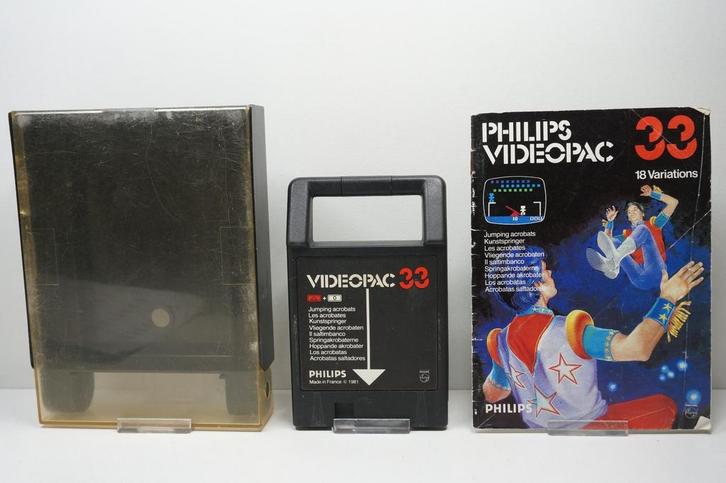 VIDEOPAC 33
+
Jumping acrobats
Les acrobates
Kunstspringer
Vliegende acrobaten
Il saltimbanco
Springakrobaterne
Hoppande akrobater
Los acrobatas
Acrobatas saltadores
PHILIPS
Made in France © 1981
PHILIPS
VIDEOPAC 33
18 Variations
Jumping acrobats
Kunstspringer
Les acrobates
Vliegende acrobaten
Il saltimbanco
Springakrobaterne
Hoppande akrobater
Los acrobatas
Acrobatas saltadores
PHILIPS